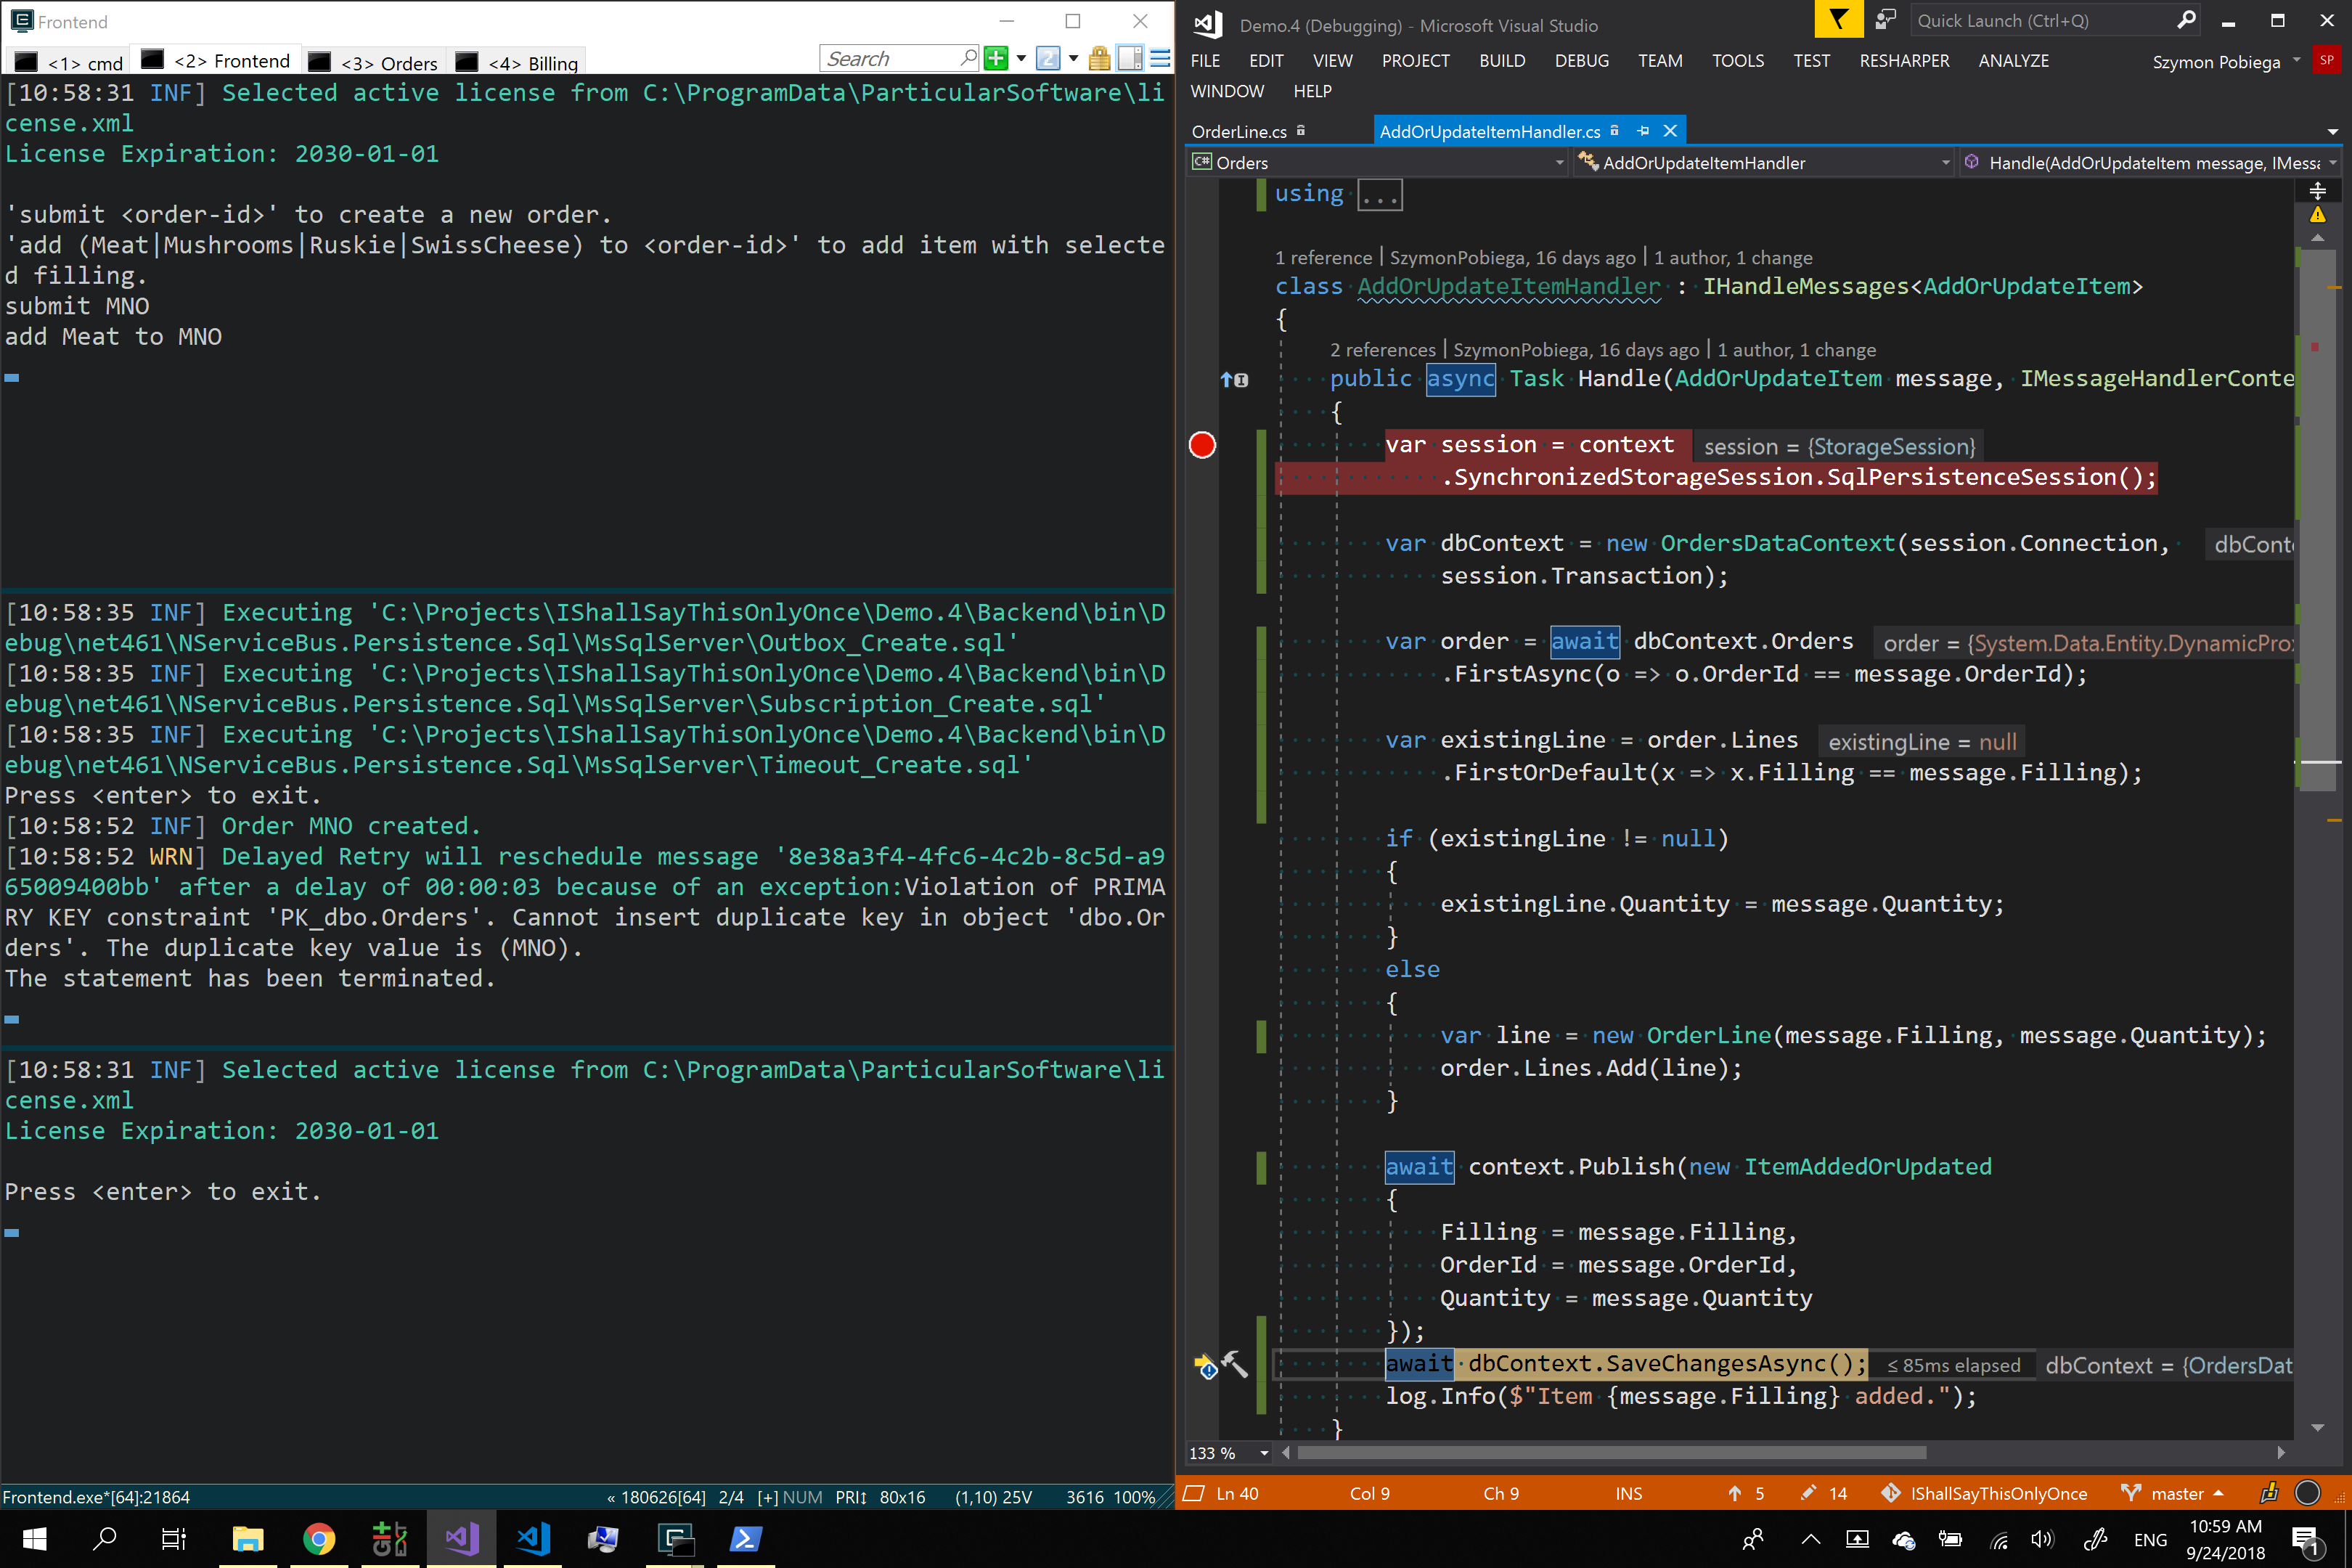 Frontend
<1> cmd
<2> Frontend
<3> Orders
<4> Billing
Search
[10:58:31 INF] Selected active license from C:\ProgramData\ParticularSoftware\li
cense.xml
License Expiration: 2030-01-01
'submit <order-id>' to create a new order.
'add (Meat|Mushrooms|Ruskie|SwissCheese) to <order-id>' to add item with selecte
d filling.
submit MNO
add Meat to MNO
[10:58:35 INF] Executing 'C:\Projects\IShallSayThisOnlyOnce\Demo.4\Backend\bin\D
ebug\net461\NServiceBus.Persistence.Sql\MsSqlServer\Outbox_Create.sql'
[10:58:35 INF] Executing 'C:\Projects\IShallSayThisOnlyOnce\Demo.4\Backend\bin\D
ebug\net461\NServiceBus.Persistence.Sql\MsSqlServer\Subscription_Create.sql'
[10:58:35 INF] Executing 'C:\Projects\IShallSayThisOnlyOnce\Demo.4\Backend\bin\D
ebug\net461\NServiceBus.Persistence.Sql\MsSqlServer\Timeout_Create.sql'
Press <enter> to exit.
[10:58:52 INF] Order MNO created.
[10:58:52 WRN] Delayed Retry will reschedule message '8e38a3f4-4fc6-4c2b-8c5d-a9
65009400bb' after a delay of 00:00:03 because of an exception:Violation of PRIMA
RY KEY constraint 'PK_dbo.Orders'. Cannot insert duplicate key in object 'dbo.Or
ders'. The duplicate key value is (MNO).
The statement has been terminated.
[10:58:31 INF] Selected active license from C:\ProgramData\ParticularSoftware\li
cense.xml
License Expiration: 2030-01-01
Press <enter> to exit.
Frontend.exe*[64]:21864 « 180626[64] 2/4 [+] NUM PRI↕ 80x16 (1,10) 25V 3616 100%
Demo.4 (Debugging) - Microsoft Visual Studio
Quick Launch (Ctrl+Q)
FILE EDIT VIEW PROJECT BUILD DEBUG TEAM TOOLS TEST RESHARPER ANALYZE
Szymon Pobiega SP
WINDOW HELP
OrderLine.cs
AddOrUpdateItemHandler.cs
C# Orders
AddOrUpdateItemHandler
Handle(AddOrUpdateItem message, IMessa
using ...
1 reference | SzymonPobiega, 16 days ago | 1 author, 1 change
class AddOrUpdateItemHandler : IHandleMessages<AddOrUpdateItem>
{
2 references | SzymonPobiega, 16 days ago | 1 author, 1 change
public async Task Handle(AddOrUpdateItem message, IMessageHandlerConte
{
var session = context session = {StorageSession}
.SynchronizedStorageSession.SqlPersistenceSession();
var dbContext = new OrdersDataContext(session.Connection, dbConte
session.Transaction);
var order = await dbContext.Orders order = {System.Data.Entity.DynamicProx
.FirstAsync(o => o.OrderId == message.OrderId);
var existingLine = order.Lines existingLine = null
.FirstOrDefault(x => x.Filling == message.Filling);
if (existingLine != null)
{
existingLine.Quantity = message.Quantity;
}
else
{
var line = new OrderLine(message.Filling, message.Quantity);
order.Lines.Add(line);
}
await context.Publish(new ItemAddedOrUpdated
{
Filling = message.Filling,
OrderId = message.OrderId,
Quantity = message.Quantity
});
await dbContext.SaveChangesAsync(); ≤ 85ms elapsed dbContext = {OrdersDat
log.Info($"Item {message.Filling} added.");
}
133 %
Ln 40 Col 9 Ch 9 INS 5 14 IShallSayThisOnlyOnce master
ENG
10:59 AM
9/24/2018
1